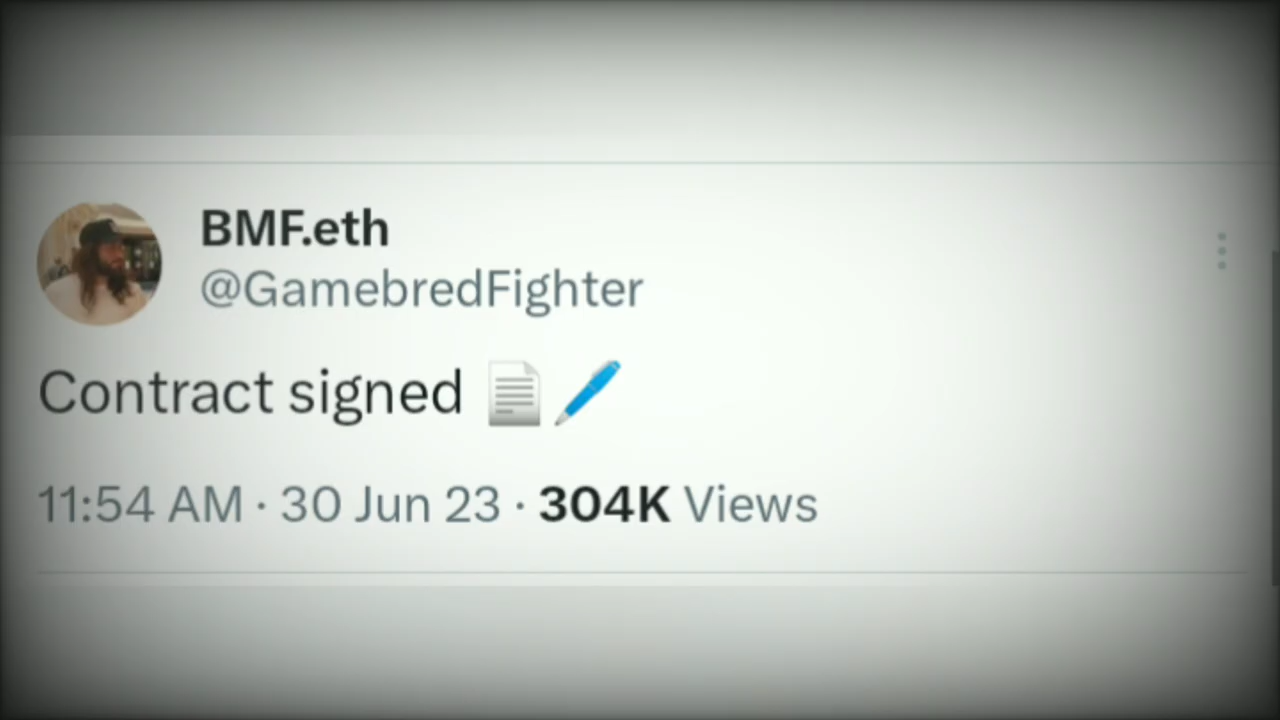 BMF.eth
@GamebredFighter
Contract signed 📄🖊️
11:54 AM · 30 Jun 23 · 304K Views